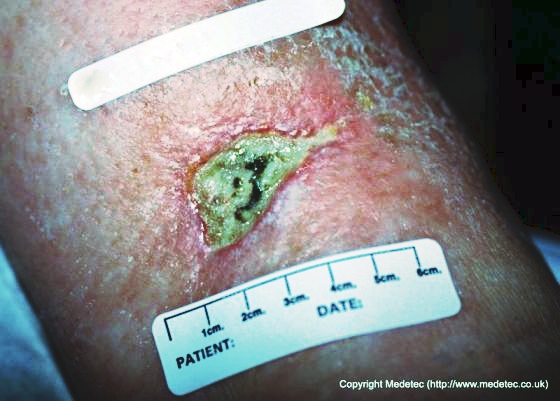 1cm. 2cm. 3cm. 4cm. 5cm. 6cm.
PATIENT: DATE:
Copyright Medetec (http://www.medetec.co.uk)